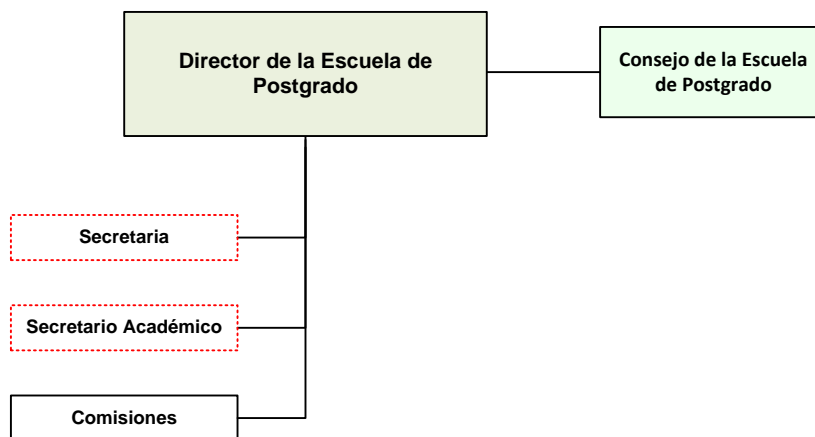 Director de la Escuela de
Postgrado
Consejo de la Escuela
de Postgrado
Secretaria
Secretario Académico
Comisiones